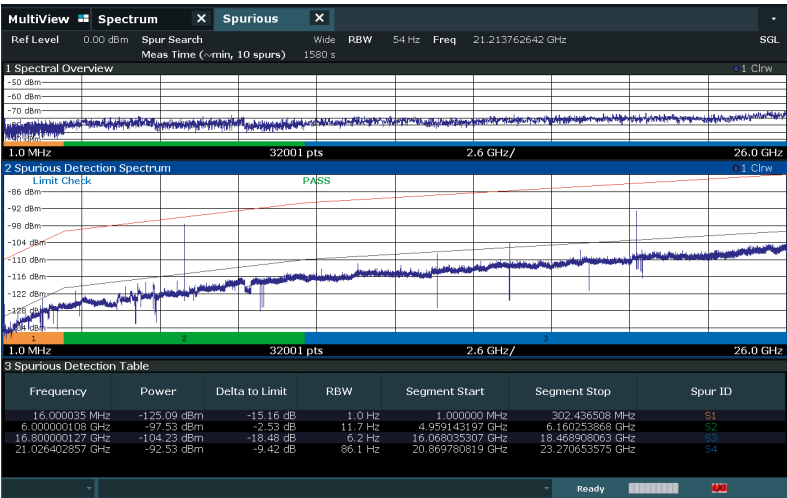 MultiView Spectrum X Spurious X
Ref Level 0.00 dBm Spur Search Wide RBW 54 Hz Freq 21.213762642 GHz SGL
Meas Time (~min, 10 spurs) 1580 s
1 Spectral Overview 1 Clrw
-50 dBm
-60 dBm
-70 dBm
1.0 MHz 32001 pts 2.6 GHz/ 26.0 GHz
2 Spurious Detection Spectrum 1 Clrw
Limit Check PASS
-86 dBm
-92 dBm
-98 dBm
-104 dBm
-110 dBm
-116 dBm
-122 dBm
-128 dBm
1 2 3
1.0 MHz 32001 pts 2.6 GHz/ 26.0 GHz
3 Spurious Detection Table
Frequency Power Delta to Limit RBW Segment Start Segment Stop Spur ID
16.000035 MHz -125.09 dBm -15.16 dB 1.0 Hz 1.000000 MHz 302.436508 MHz S1
6.000000108 GHz -97.53 dBm -2.53 dB 11.7 Hz 4.959143197 GHz 6.160253868 GHz S2
16.800000127 GHz -104.23 dBm -18.48 dB 6.2 Hz 16.068035307 GHz 18.468908063 GHz S3
21.026402857 GHz -92.53 dBm -9.42 dB 86.1 Hz 20.869780819 GHz 23.270653575 GHz S4
Ready